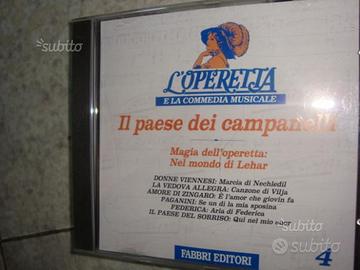 subito
L'OPERETTA
E LA COMMEDIA MUSICALE
Il paese dei campanelli
Magia dell'operetta:
Nel mondo di Lehar
DONNE VIENNESI: Marcia di Nechledil
LA VEDOVA ALLEGRA: Canzone di Vilja
AMORE DI ZINGARO: È l'amor che giovin fa
PAGANINI: Se un dì la mia sposina
FEDERICA: Aria di Federica
IL PAESE DEL SORRISO: Qui nel mio cuor
FABBRI EDITORI
4
subito